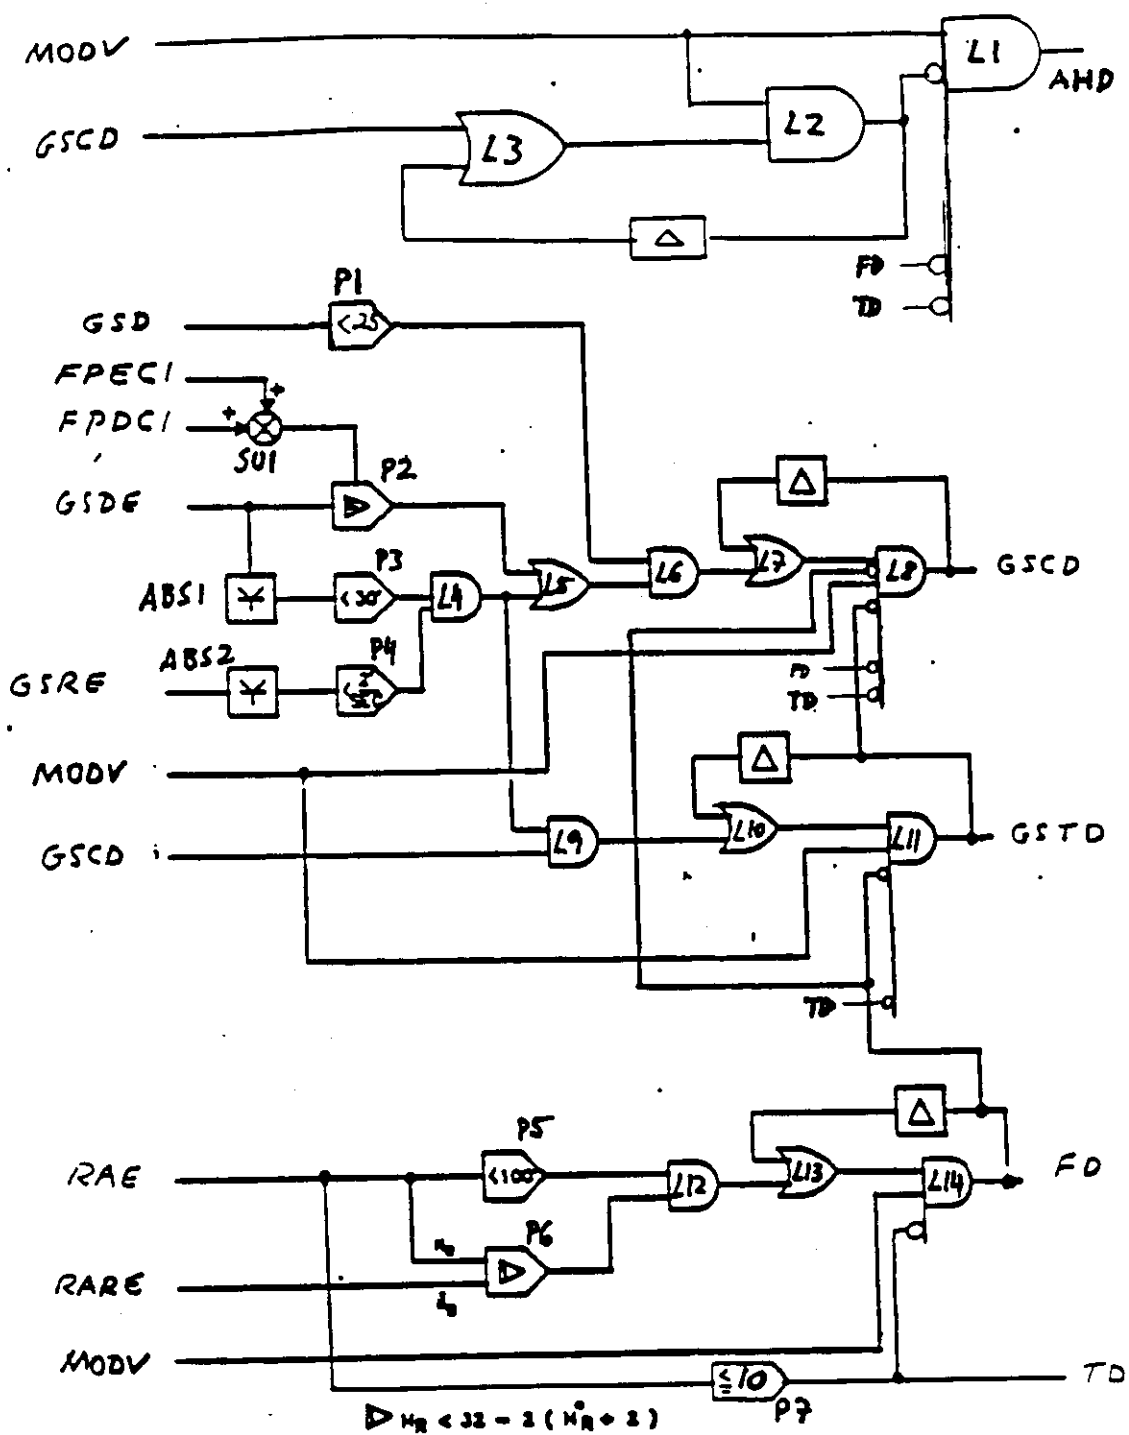 MODV
L1
AHD
L2
GSCD
L3
Δ
FD
TD
P1
GSD
<.25
FPEC1
+
FPDC1
+
SU1
P2
GSDE
Δ
L7
L8
GSCD
P3
L5
L6
ABS1
<30'
L4
P4
ABS2
GSRE
FD
TD
Δ
MODV
L10
L11
GSTD
GSCD
L9
TD
Δ
P5
RAE
<100'
L12
L13
L14
FD
P6
RARE
MODV
≤10
TD
P7